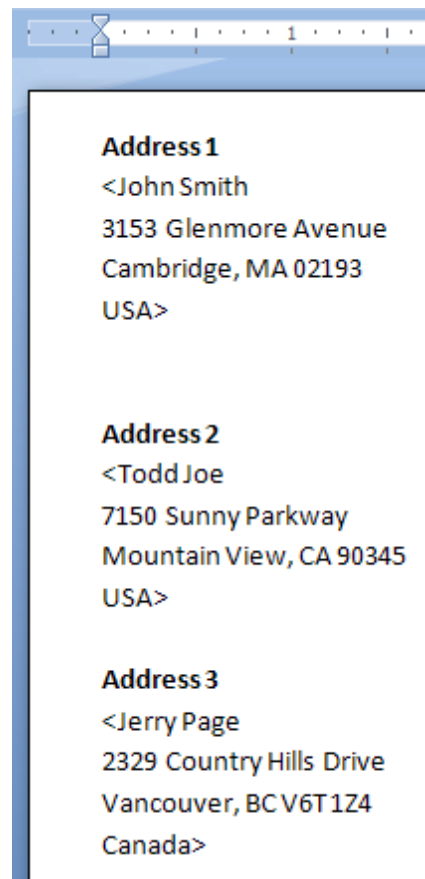 1
Address 1
<John Smith
3153 Glenmore Avenue
Cambridge, MA 02193
USA>
Address 2
<Todd Joe
7150 Sunny Parkway
Mountain View, CA 90345
USA>
Address 3
<Jerry Page
2329 Country Hills Drive
Vancouver, BC V6T 1Z4
Canada>